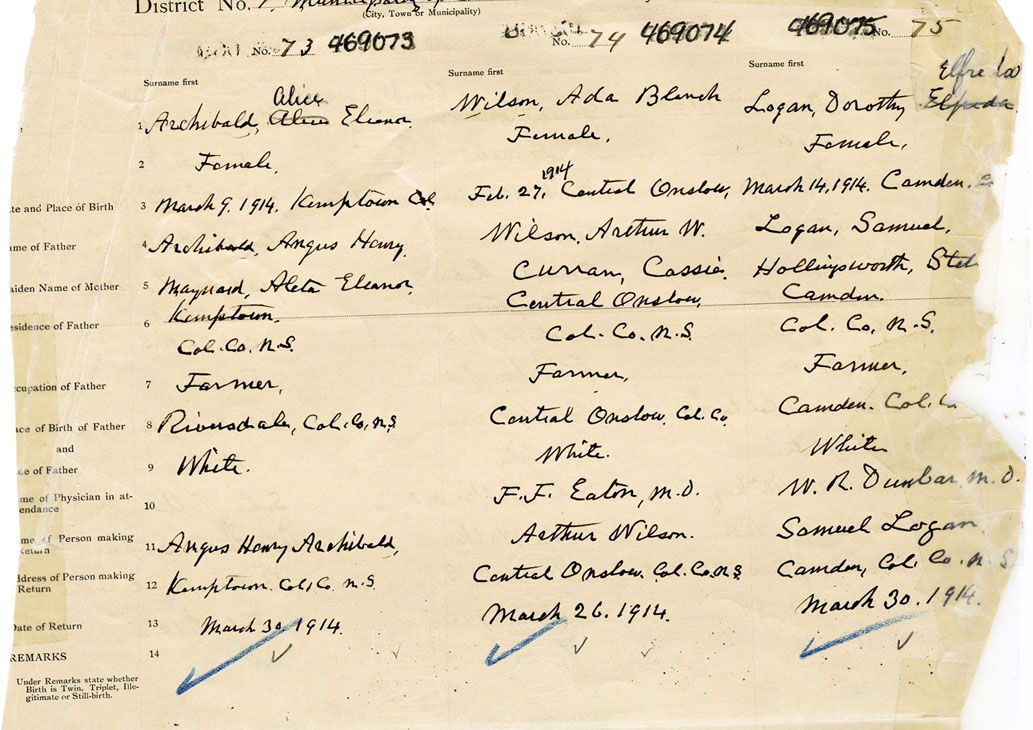 District No.
(City, Town or Municipality)
No. 73 469073
No. 74 469074
469075 No. 75
Surname first
Surname first
Surname first
Alice
Elfreda
1 Archibald, Alice Eleanor
Wilson, Ada Blanch
Logan, Dorothy Elfreda
2 Female,
Female,
Female,
1914
ate and Place of Birth
3 March 9. 1914. Kemptown Col.
Feb. 27, Central Onslow,
March 14, 1914. Camden.
ame of Father
4 Archibald, Angus Henry
Wilson, Arthur W.
Logan, Samuel,
aiden Name of Mother
5 Maynard, Aleta Eleanor,
Curran, Cassie,
Hollingsworth,
esidence of Father
6 Kemptown,
Col. Co. N.S.
Central Onslow,
Col. Co. N.S.
Camden.
Col. Co, N.S.
cupation of Father
7 Farmer,
Farmer,
Farmer,
ace of Birth of Father
8 Riversdale, Col. Co, N.S
Central Onslow, Col. Co,
Camden. Col.
and
ce of Father
9 White.
White.
White
me of Physician in at-
endance
10
F. F. Eaton, M.D.
W. R. Dunbar, M.D.
me of Person making
Return
11 Angus Henry Archibald,
Arthur Wilson.
Samuel Logan
ddress of Person making
Return
12 Kemptown. Col. Co. N.S
Central Onslow. Col. Co. N.S.
Camden, Col. Co. N.S.
Date of Return
13 March 30, 1914.
March 26. 1914.
March 30. 1914.
REMARKS
14
Under Remarks state whether
Birth is Twin, Triplet, Ille-
gitimate or Still-birth.